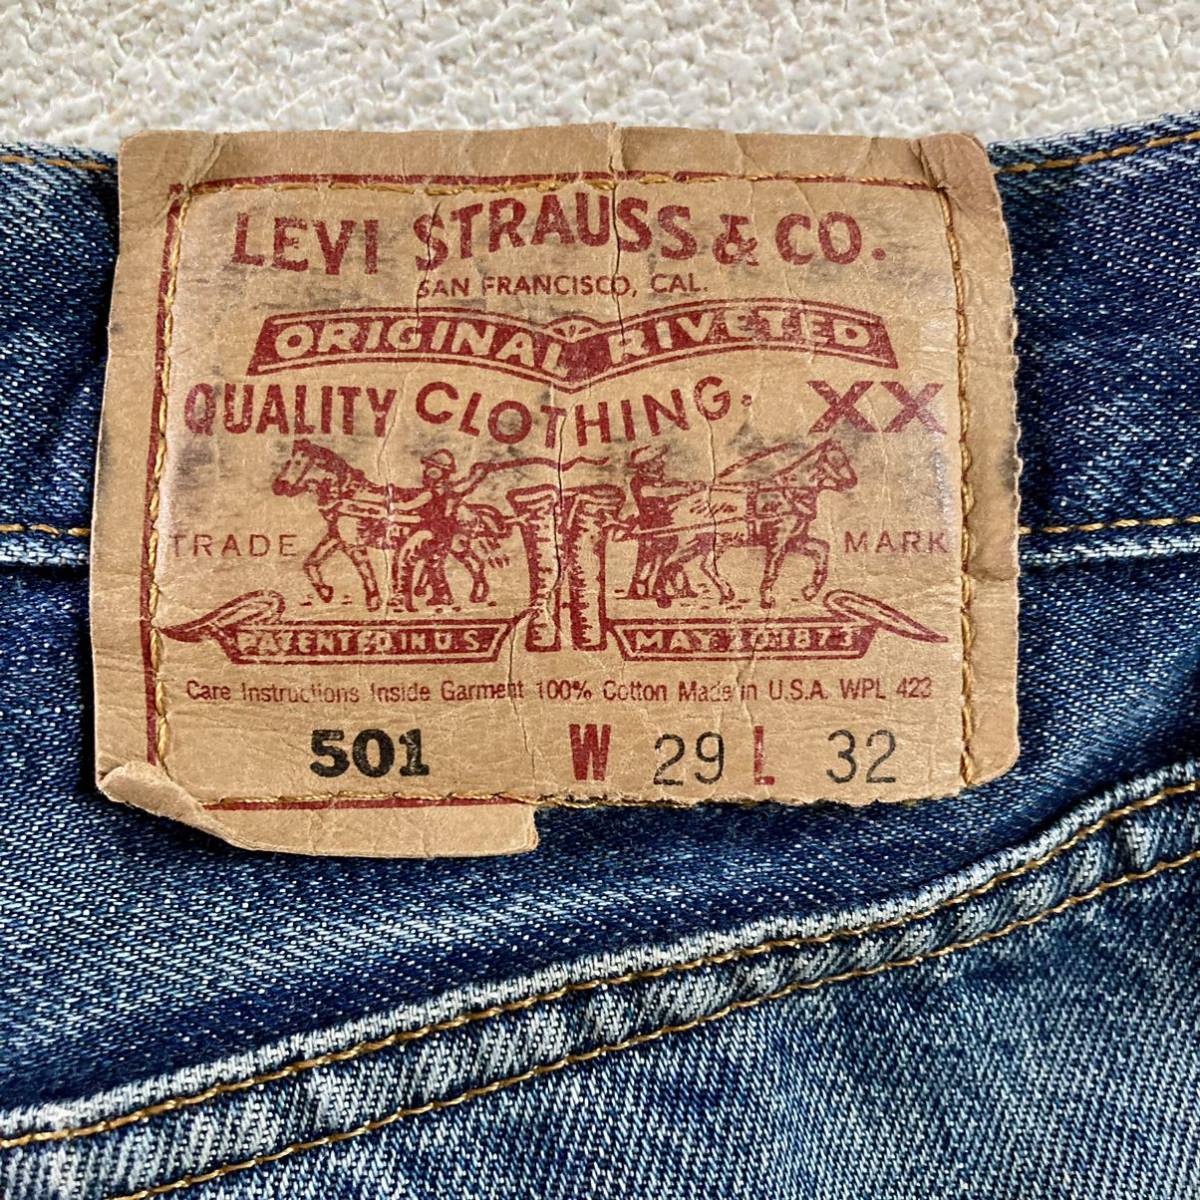 LEVI STRAUSS & CO.
SAN FRANCISCO, CAL.
ORIGINAL RIVETED
QUALITY CLOTHING. XX
TRADE MARK
PATENTED IN U.S. MAY 20 1873
Care Instructions Inside Garment 100% Cotton Made in U.S.A. WPL 423
501 W 29 L 32